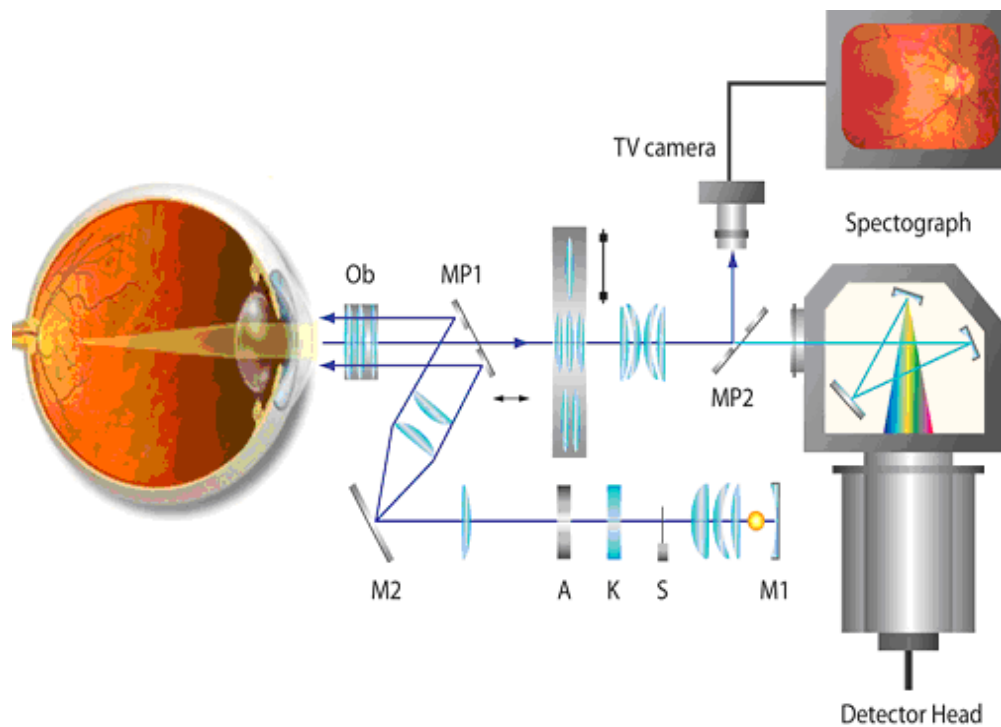 TV camera
Spectograph
Ob
MP1
MP2
M2
A
K
S
M1
Detector Head